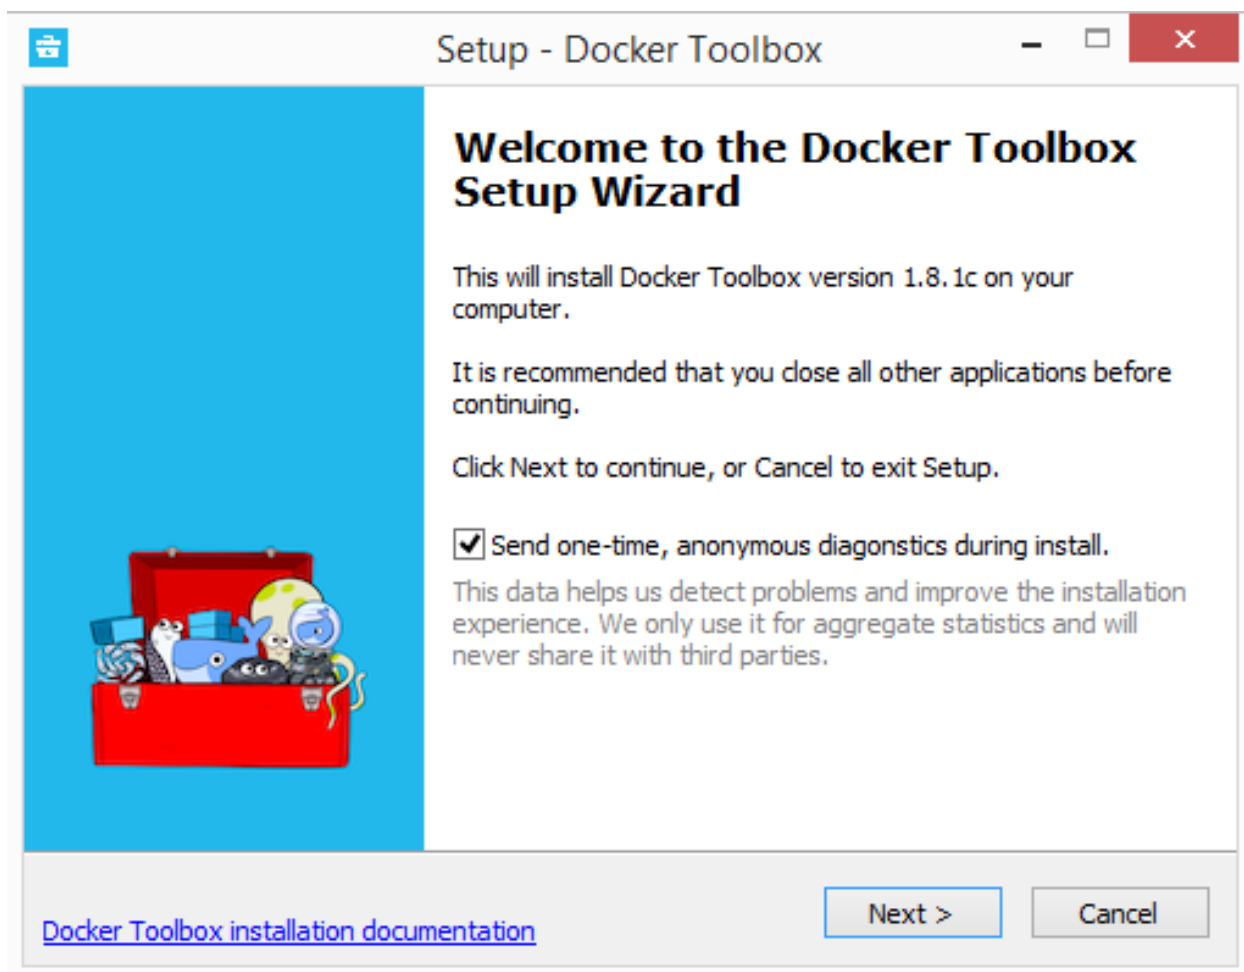 Setup - Docker Toolbox
Welcome to the Docker Toolbox
Setup Wizard
This will install Docker Toolbox version 1.8.1c on your
computer.
It is recommended that you close all other applications before
continuing.
Click Next to continue, or Cancel to exit Setup.
Send one-time, anonymous diagonstics during install.
This data helps us detect problems and improve the installation
experience. We only use it for aggregate statistics and will
never share it with third parties.
Docker Toolbox installation documentation
Next >
Cancel